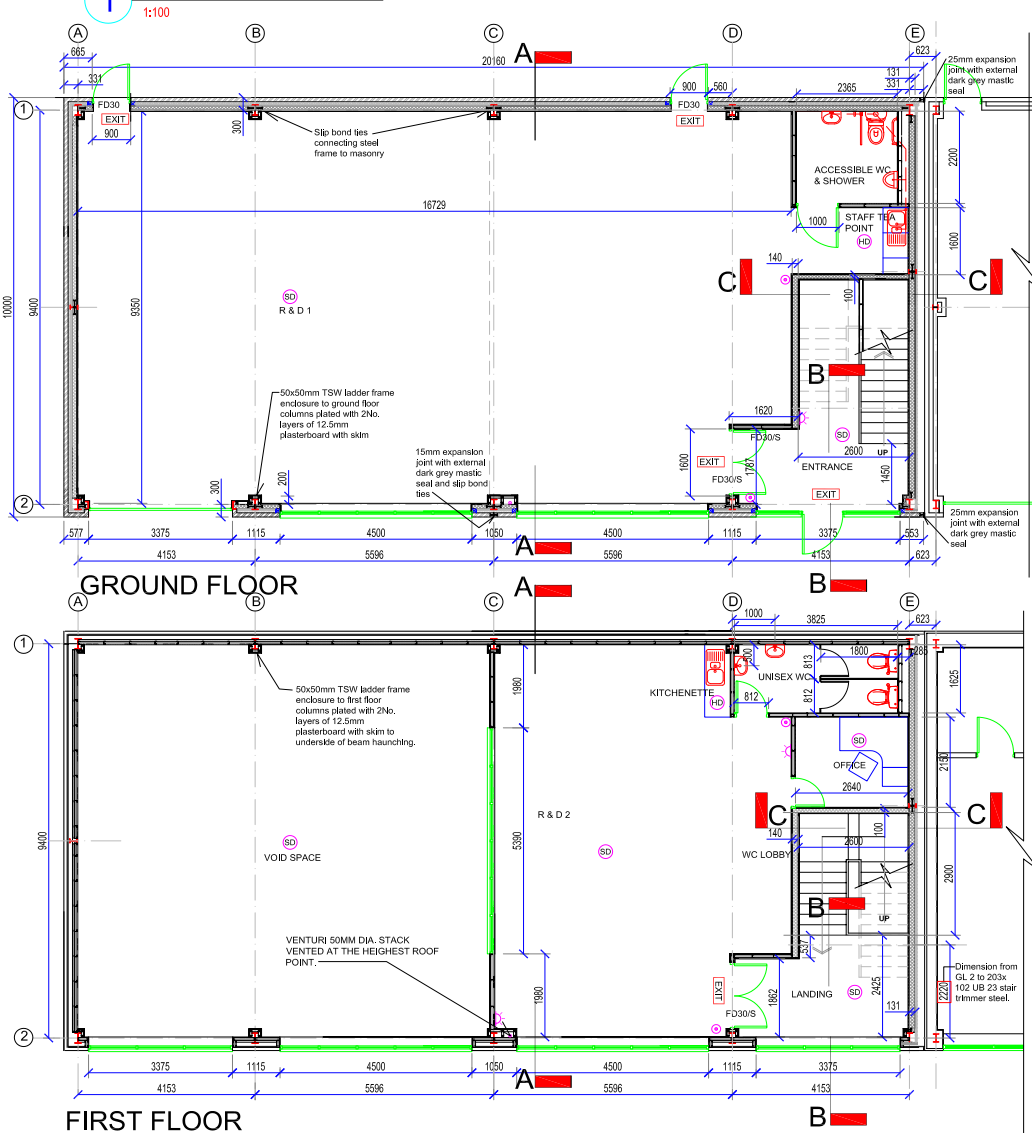 1
1:100
A
B
C
D
E
A
665
20160
623
25mm expansion
joint with external
dark grey mastic
seal
331
131
331
900
560
2365
1
FD30
FD30
EXIT
EXIT
900
300
Slip bond ties
connecting steel
frame to masonry
ACCESSIBLE WC
& SHOWER
2200
16729
1000
STAFF TEA
POINT
HD
1600
140
C
C
100
10000
9400
9350
SD
R & D 1
B
50x50mm TSW ladder frame
enclosure to ground floor
columns plated with 2No.
layers of 12.5mm
plasterboard with skim
1620
FD30/S
SD
15mm expansion
joint with external
dark grey mastic
seal and slip bond
ties
1600
EXIT
1787
2600
UP
ENTRANCE
1450
FD30/S
300
200
EXIT
2
25mm expansion
joint with external
dark grey mastic
seal
577
3375
1115
4500
1050
4500
1115
3375
553
A
4153
5596
5596
4153
623
GROUND FLOOR
B
A
A
B
C
D
E
1000
3825
623
1
300
813
1800
285
1980
KITCHENETTE
UNISEX WC
1625
50x50mm TSW ladder frame
enclosure to first floor
columns plated with 2No.
layers of 12.5mm
plasterboard with skim to
underside of beam haunching.
HD
812
812
SD
OFFICE
2150
2640
C
C
R & D 2
9400
SD
VOID SPACE
5390
SD
140
100
WC LOBBY
2600
2900
B
UP
VENTURI 50MM DIA. STACK
VENTED AT THE HEIGHEST ROOF
POINT.
537
1980
EXIT
1862
LANDING
SD
2425
2220
Dimension from
GL 2 to 203x
102 UB 23 stair
trimmer steel.
FD30/S
131
2
3375
1115
4500
1050
4500
1115
3375
A
4153
5596
5596
4153
B
FIRST FLOOR